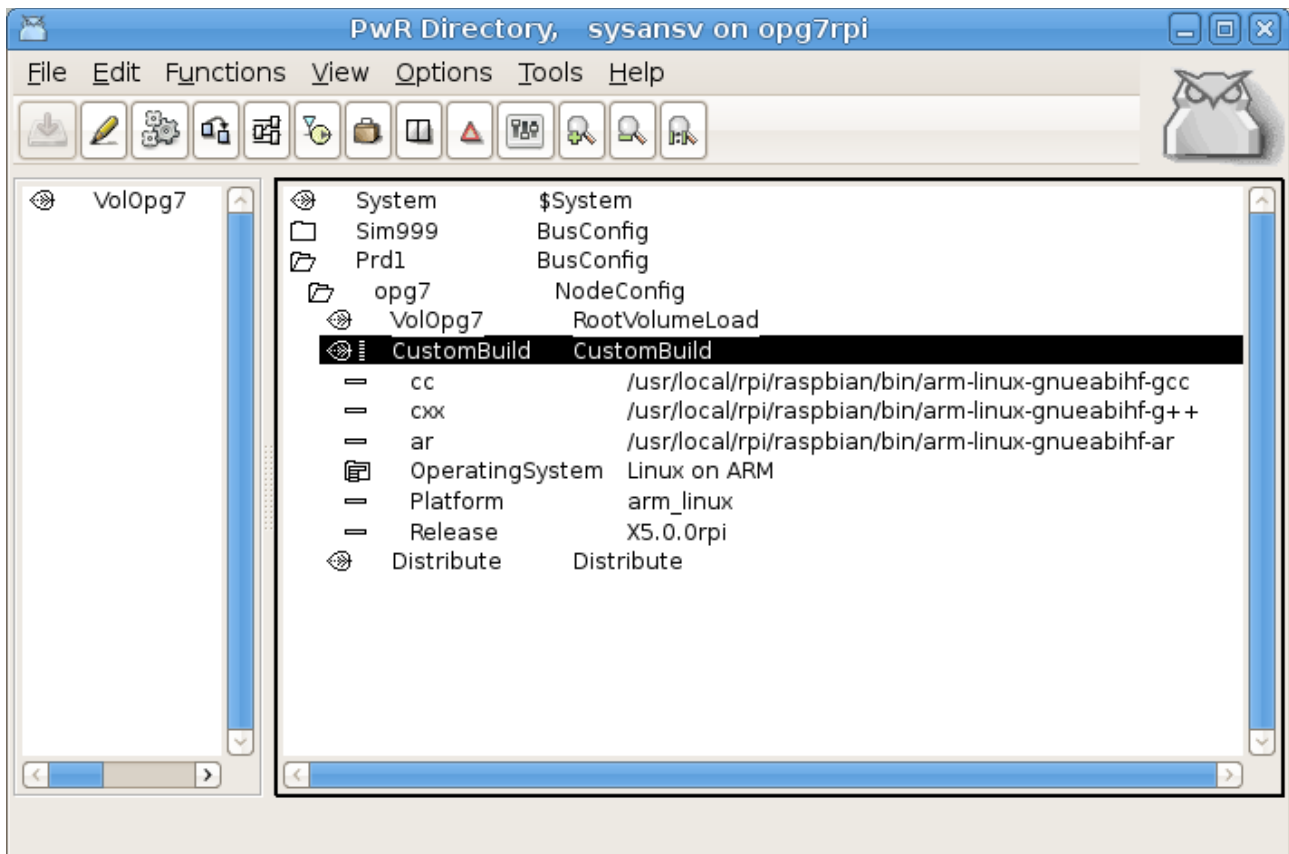 PwR Directory,   sysansv on opg7rpi
File Edit Functions View Options Tools Help
VolOpg7
System $System
Sim999 BusConfig
Prd1 BusConfig
opg7 NodeConfig
VolOpg7 RootVolumeLoad
CustomBuild CustomBuild
cc /usr/local/rpi/raspbian/bin/arm-linux-gnueabihf-gcc
cxx /usr/local/rpi/raspbian/bin/arm-linux-gnueabihf-g++
ar /usr/local/rpi/raspbian/bin/arm-linux-gnueabihf-ar
OperatingSystem Linux on ARM
Platform arm_linux
Release X5.0.0rpi
Distribute Distribute